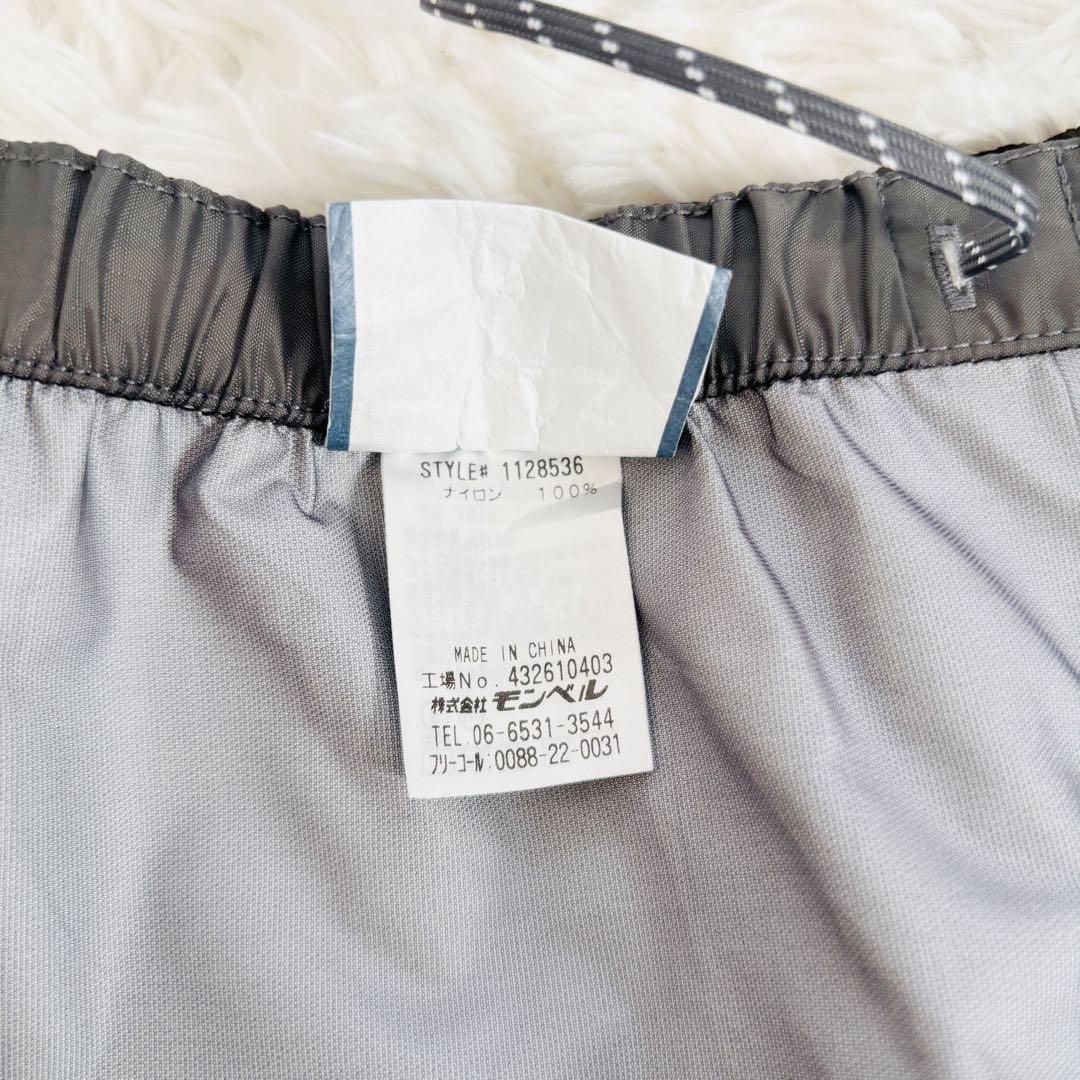 STYLE# 1128536
ナイロン 100%
MADE IN CHINA
工場No. 432610403
株式会社 モンベル
TEL.06-6531-3544
フリーコール:0088-22-0031